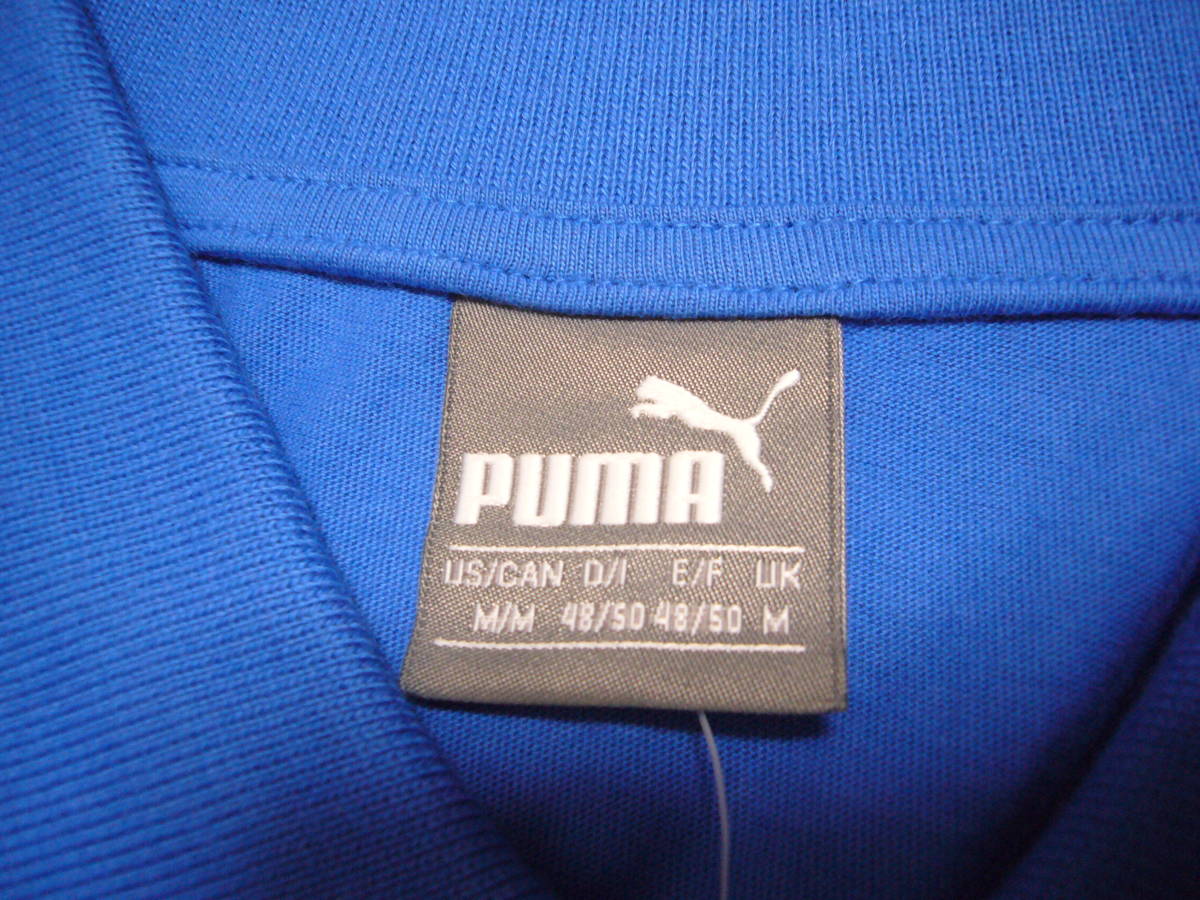 PUMA
US/CAN D/I E/F UK
M/M 48/50 48/50 M